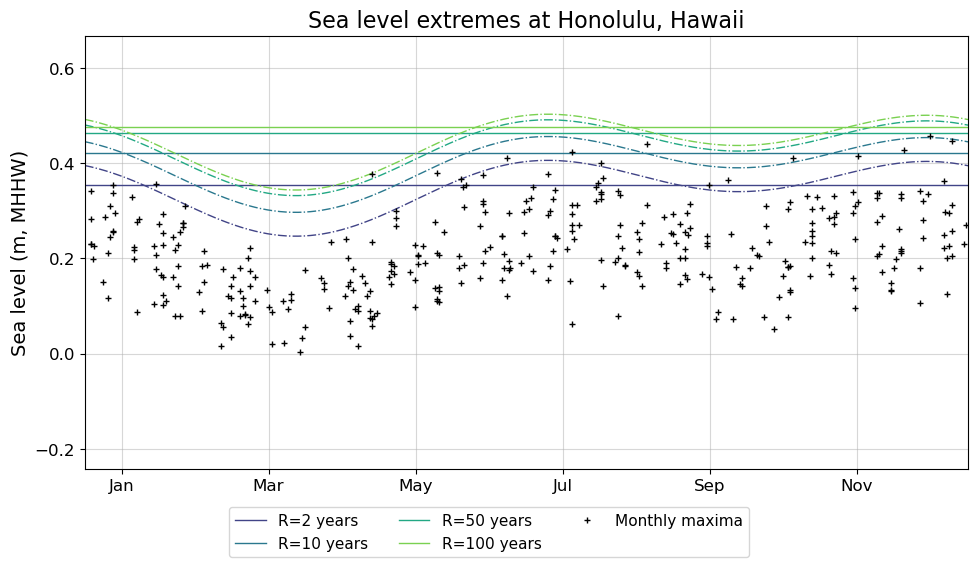 Sea level extremes at Honolulu, Hawaii
Sea level (m, MHHW)
0.6
0.4
0.2
0.0
−0.2
Jan Mar May Jul Sep Nov
R=2 years R=50 years Monthly maxima
R=10 years R=100 years